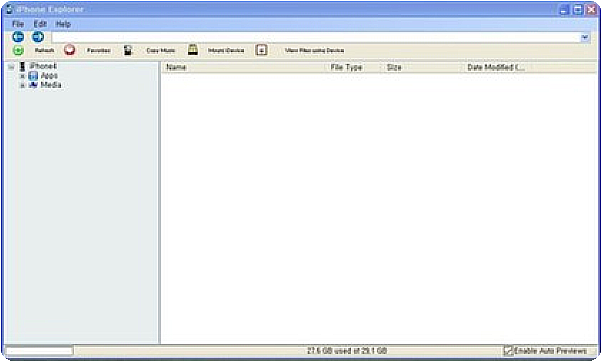 iPhone Explorer
File Edit Help
Refresh Favorites Copy Music Mount Device View Files using Device
iPhone4
Apps
Media
Name File Type Size Date Modified (...
27.6 GB used of 29.1 GB
Enable Auto Previews